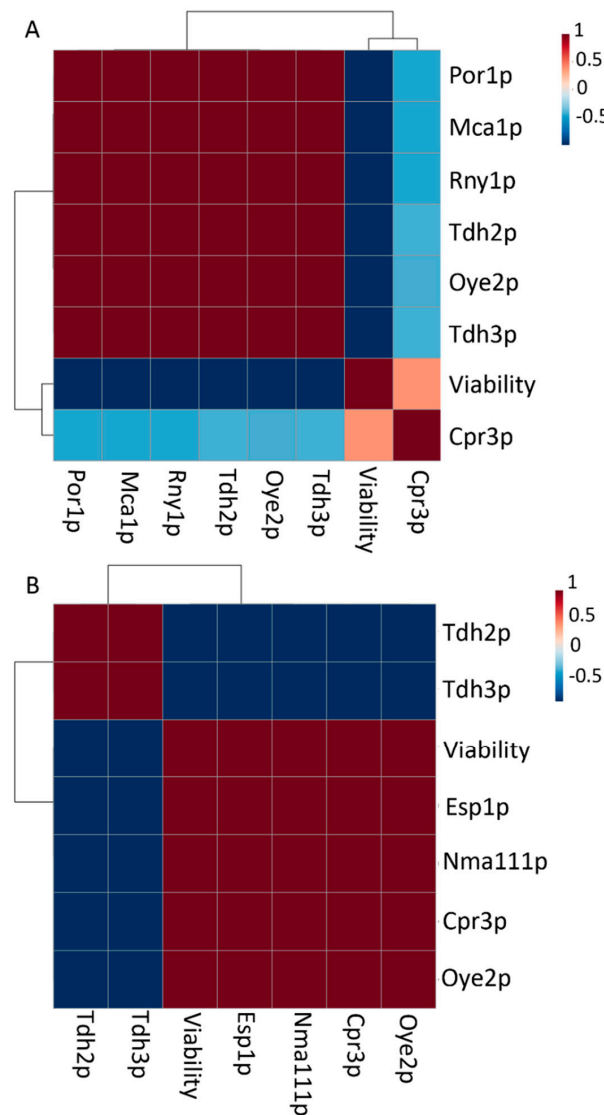 A
1
0.5
0
-0.5
Por1p
Mca1p
Rny1p
Tdh2p
Oye2p
Tdh3p
Viability
Cpr3p
Por1p
Mca1p
Rny1p
Tdh2p
Oye2p
Tdh3p
Viability
Cpr3p
B
1
0.5
0
-0.5
Tdh2p
Tdh3p
Viability
Esp1p
Nma111p
Cpr3p
Oye2p
Tdh2p
Tdh3p
Viability
Esp1p
Nma111p
Cpr3p
Oye2p